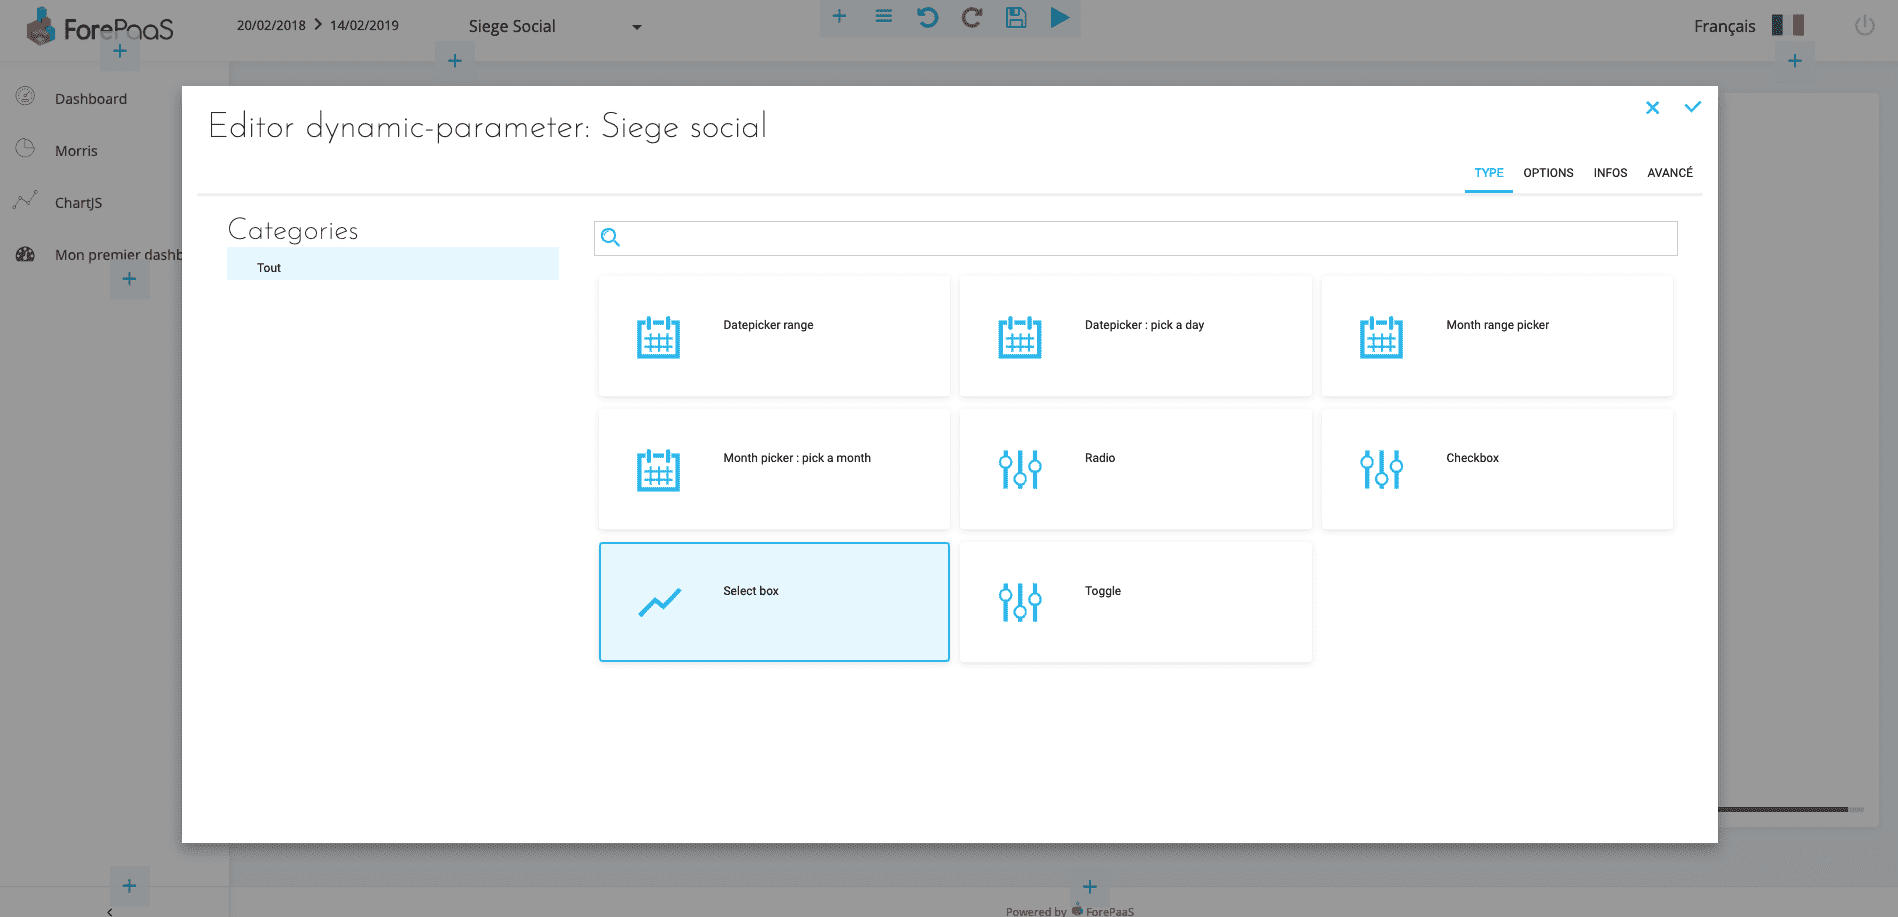 ForePaaS
20/02/2018 14/02/2019
Siege Social
Français
Dashboard
Morris
ChartJS
Mon premier dashb
Editor dynamic-parameter: Siege social
TYPE OPTIONS INFOS AVANCÉ
Categories
Tout
Datepicker range
Datepicker : pick a day
Month range picker
Month picker : pick a month
Radio
Checkbox
Select box
Toggle
Powered by ForePaaS